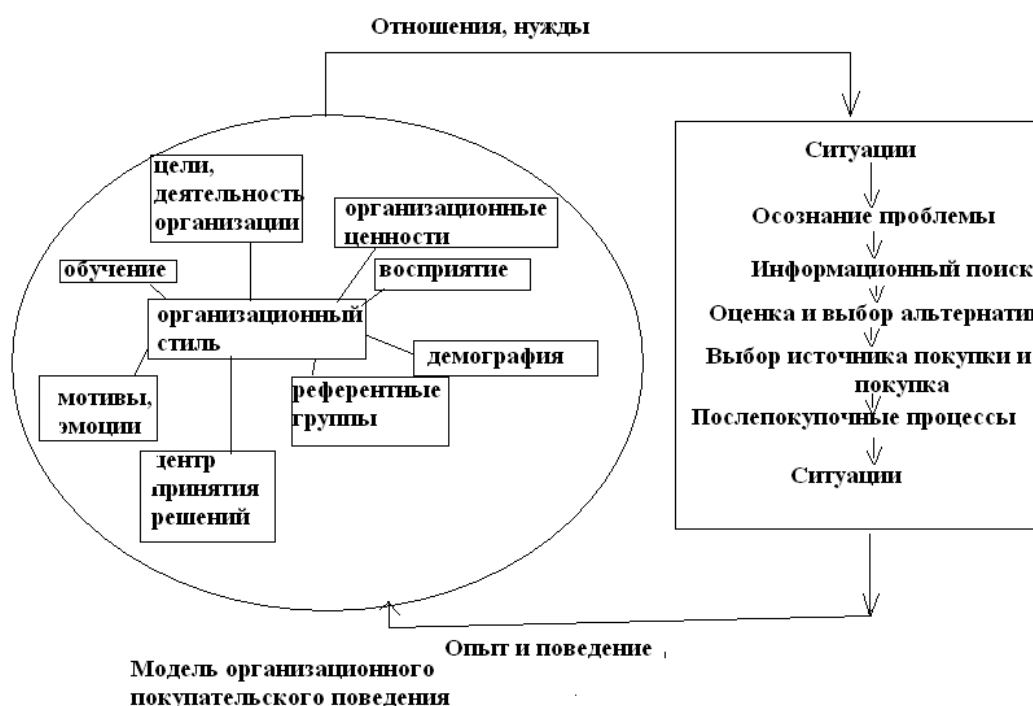 Отношения, нужды
цели,
деятельность
организации
организационные
ценности
обучение
восприятие
организационный
стиль
демография
мотивы,
эмоции
референтные
группы
центр
принятия
решений
Ситуации
Осознание проблемы
Информационный поиск
Оценка и выбор альтернати
Выбор источника покупки и
покупка
Послепокупочные процессы
Ситуации
Опыт и поведение
Модель организационного
покупательского поведения